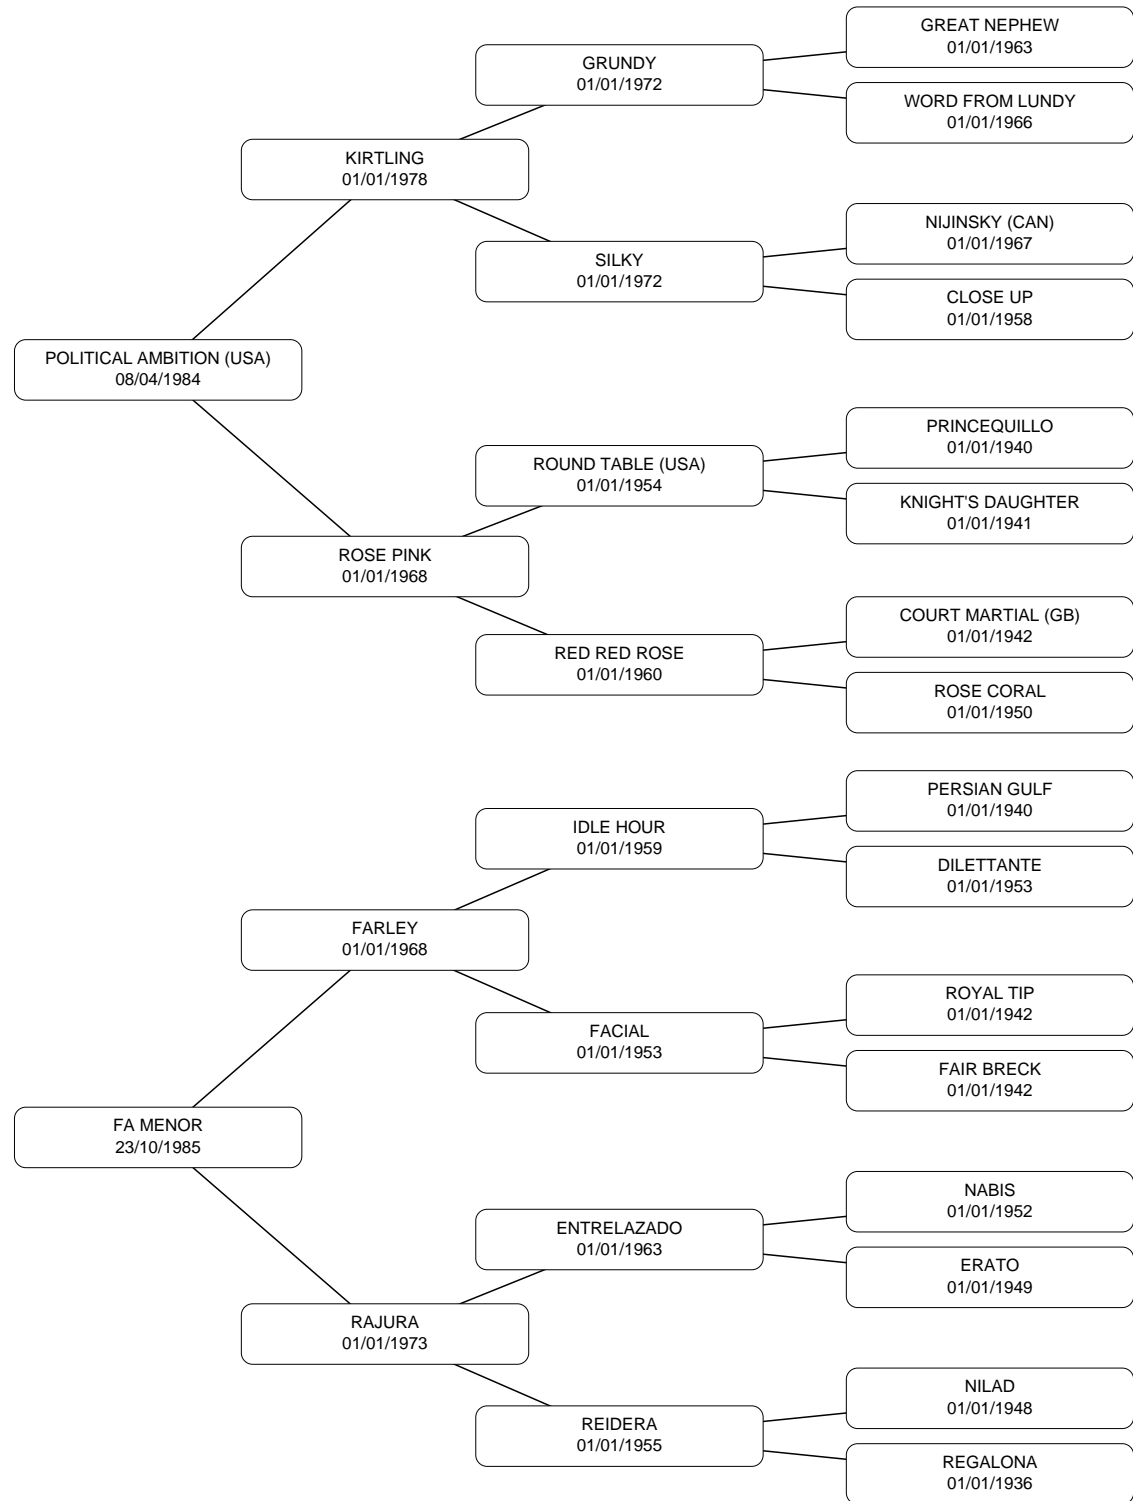 GREAT NEPHEW
01/01/1963
GRUNDY
01/01/1972
WORD FROM LUNDY
01/01/1966
KIRTLING
01/01/1978
NIJINSKY (CAN)
01/01/1967
SILKY
01/01/1972
CLOSE UP
01/01/1958
POLITICAL AMBITION (USA)
08/04/1984
PRINCEQUILLO
01/01/1940
ROUND TABLE (USA)
01/01/1954
KNIGHT'S DAUGHTER
01/01/1941
ROSE PINK
01/01/1968
COURT MARTIAL (GB)
01/01/1942
RED RED ROSE
01/01/1960
ROSE CORAL
01/01/1950
PERSIAN GULF
01/01/1940
IDLE HOUR
01/01/1959
DILETTANTE
01/01/1953
FARLEY
01/01/1968
ROYAL TIP
01/01/1942
FACIAL
01/01/1953
FAIR BRECK
01/01/1942
FA MENOR
23/10/1985
NABIS
01/01/1952
ENTRELAZADO
01/01/1963
ERATO
01/01/1949
RAJURA
01/01/1973
NILAD
01/01/1948
REIDERA
01/01/1955
REGALONA
01/01/1936